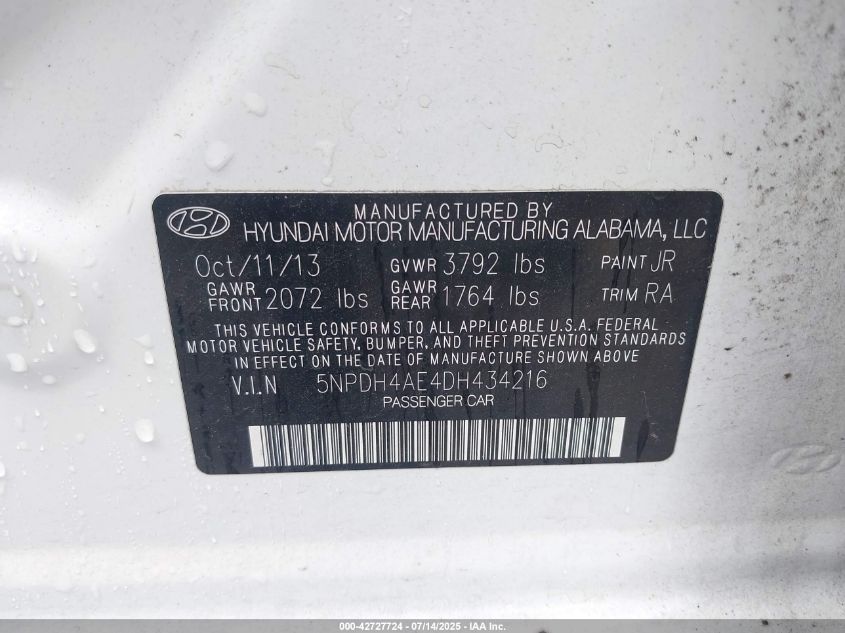 MANUFACTURED BY
HYUNDAI MOTOR MANUFACTURING ALABAMA, LLC
Oct/11/13 GVWR 3792 lbs PAINT JR
GAWR FRONT 2072 lbs GAWR REAR 1764 lbs TRIM RA
THIS VEHICLE CONFORMS TO ALL APPLICABLE U.S.A. FEDERAL
MOTOR VEHICLE SAFETY, BUMPER, AND THEFT PREVENTION STANDARDS
IN EFFECT ON THE DATE OF MANUFACTURE SHOWN ABOVE
V.I.N 5NPDH4AE4DH434216
PASSENGER CAR
000-42727724 - 07/14/2025 - IAA Inc.